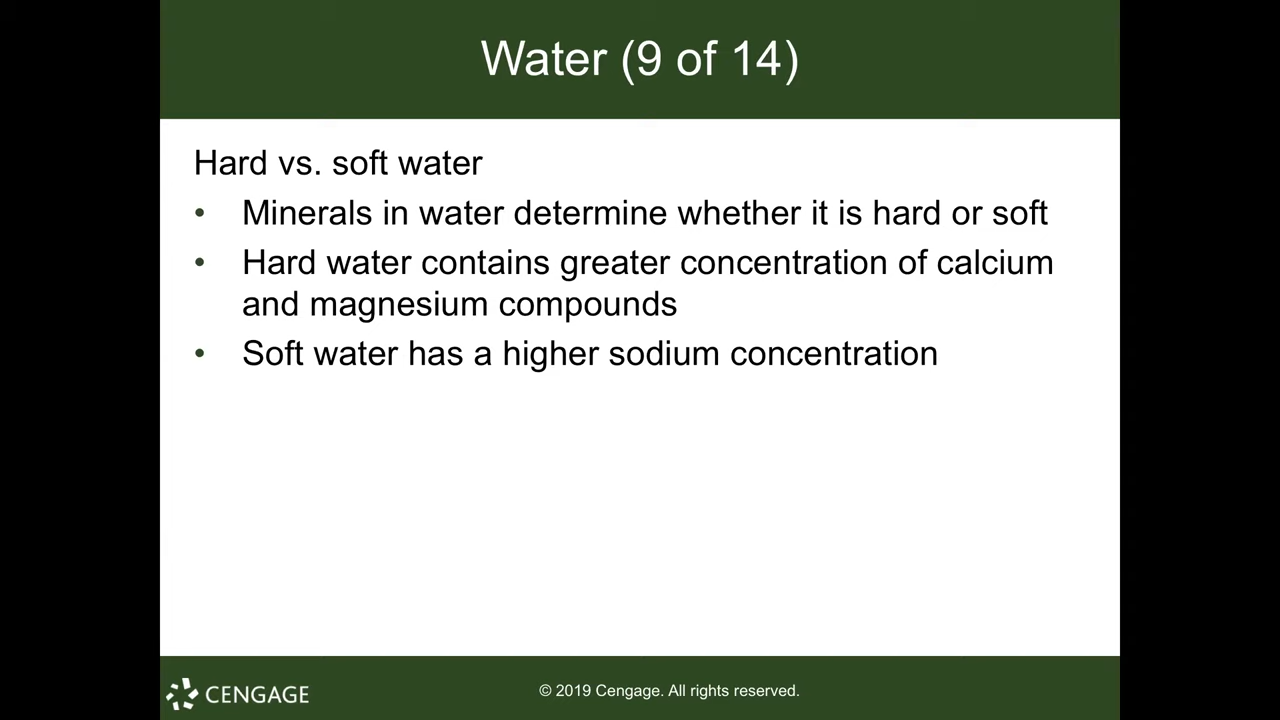 Water (9 of 14)
Hard vs. soft water
• Minerals in water determine whether it is hard or soft
• Hard water contains greater concentration of calcium
and magnesium compounds
• Soft water has a higher sodium concentration
CENGAGE
© 2019 Cengage. All rights reserved.